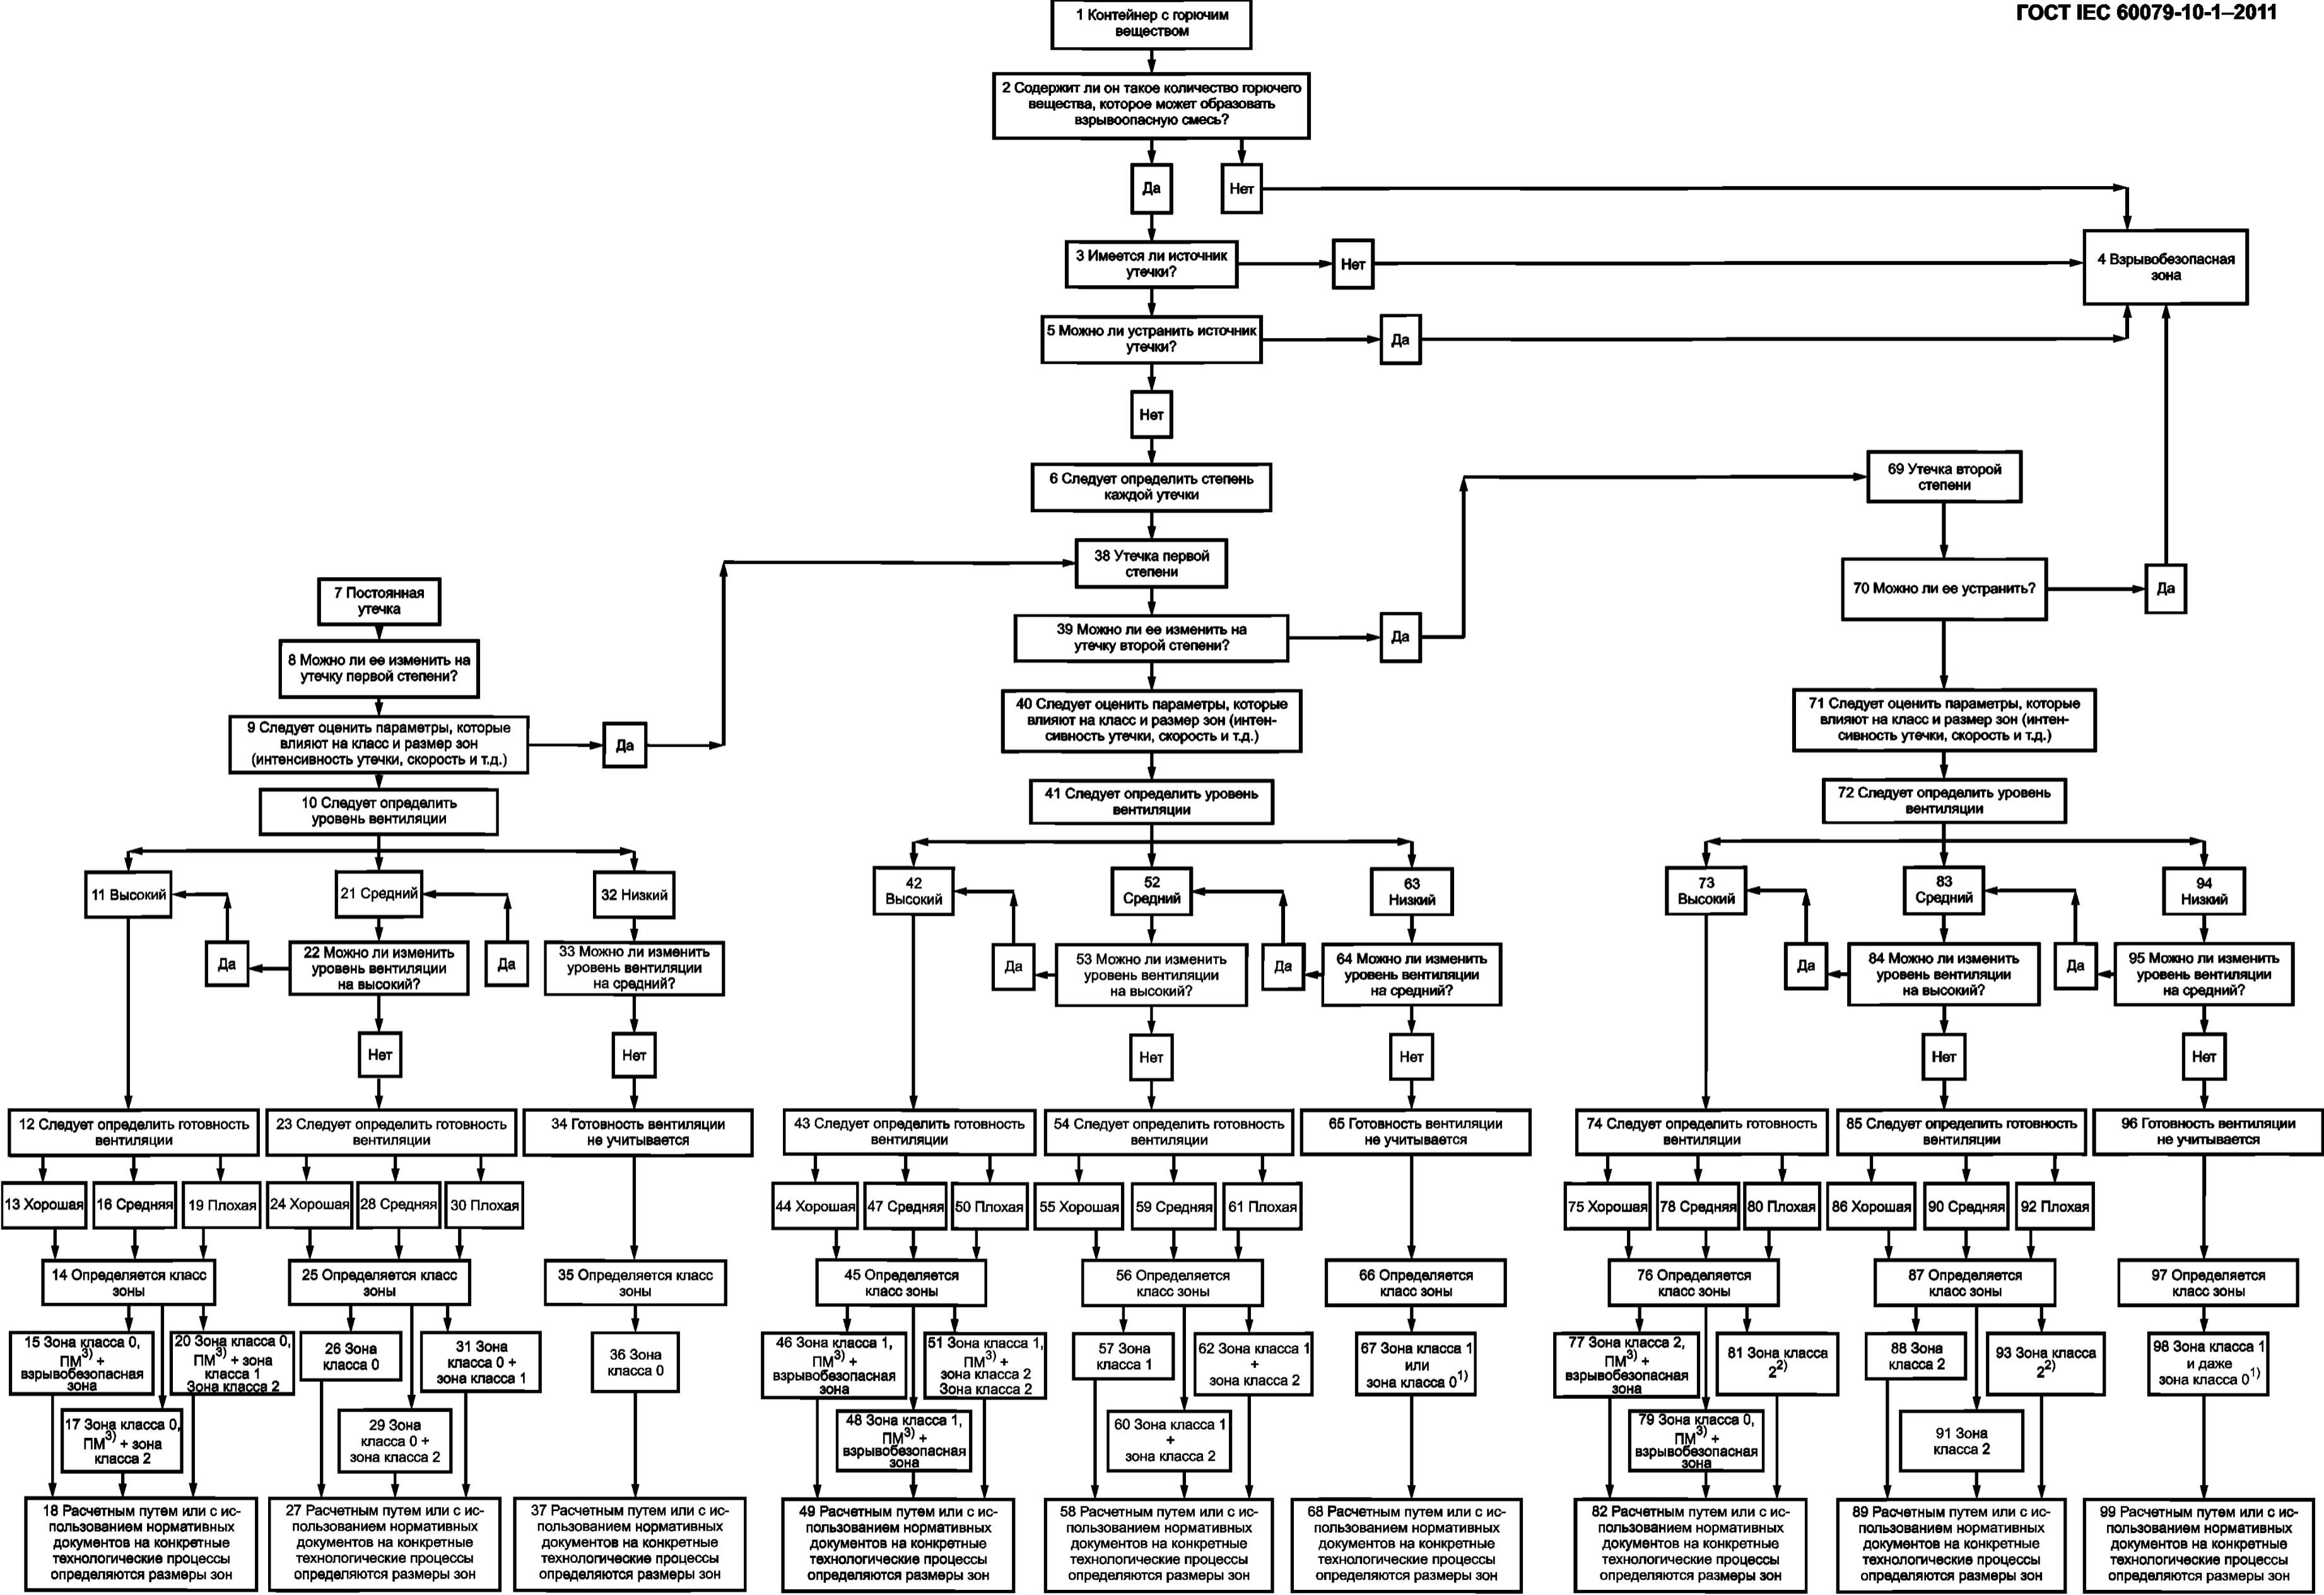 ГОСТ IEC 60079-10-1–2011
1 Контейнер с горючим
веществом
2 Содержит ли он такое количество горючего
вещества, которое может образовать
взрывоопасную смесь?
Да
Нет
3 Имеется ли источник
утечки?
Нет
4 Взрывобезопасная
зона
5 Можно ли устранить источник
утечки?
Да
Нет
6 Следует определить степень
каждой утечки
69 Утечка второй
степени
38 Утечка первой
степени
70 Можно ли ее устранить?
Да
7 Постоянная
утечка
39 Можно ли ее изменить на
утечку второй степени?
Да
8 Можно ли ее изменить на
утечку первой степени?
9 Следует оценить параметры, которые
влияют на класс и размер зон
(интенсивность утечки, скорость и т.д.)
Да
40 Следует оценить параметры, которые
влияют на класс и размер зон (интен-
сивность утечки, скорость и т.д.)
71 Следует оценить параметры, которые
влияют на класс и размер зон (интен-
сивность утечки, скорость и т.д.)
10 Следует определить
уровень вентиляции
41 Следует определить уровень
вентиляции
72 Следует определить уровень
вентиляции
11 Высокий
21 Средний
32 Низкий
42
Высокий
52
Средний
63
Низкий
73
Высокий
83
Средний
94
Низкий
Да
22 Можно ли изменить
уровень вентиляции
на высокий?
Да
33 Можно ли изменить
уровень вентиляции
на средний?
Да
53 Можно ли изменить
уровень вентиляции
на высокий?
Да
64 Можно ли изменить
уровень вентиляции
на средний?
Да
84 Можно ли изменить
уровень вентиляции
на высокий?
Да
95 Можно ли изменить
уровень вентиляции
на средний?
Нет
Нет
Нет
Нет
Нет
Нет
12 Следует определить готовность
вентиляции
23 Следует определить готовность
вентиляции
34 Готовность вентиляции
не учитывается
43 Следует определить готовность
вентиляции
54 Следует определить готовность
вентиляции
65 Готовность вентиляции
не учитывается
74 Следует определить готовность
вентиляции
85 Следует определить готовность
вентиляции
96 Готовность вентиляции
не учитывается
13 Хорошая
16 Средняя
19 Плохая
24 Хорошая
28 Средняя
30 Плохая
44 Хорошая
47 Средняя
50 Плохая
55 Хорошая
59 Средняя
61 Плохая
75 Хорошая
78 Средняя
80 Плохая
86 Хорошая
90 Средняя
92 Плохая
14 Определяется класс
зоны
25 Определяется класс
зоны
35 Определяется класс
зоны
45 Определяется
класс зоны
56 Определяется
класс зоны
66 Определяется
класс зоны
76 Определяется
класс зоны
87 Определяется
класс зоны
97 Определяется
класс зоны
15 Зона класса 0,
ПМ3) +
взрывобезопасная
зона
20 Зона класса 0,
ПМ3) + зона
класса 1
Зона класса 2
26 Зона
класса 0
31 Зона
класса 0 +
зона класса 1
36 Зона
класса 0
46 Зона класса 1,
ПМ3) +
взрывобезопасная
зона
51 Зона класса 1,
ПМ3) +
зона класса 2
Зона класса 2
57 Зона
класса 1
62 Зона класса 1
+
зона класса 2
67 Зона класса 1
или
зона класса 01)
77 Зона класса 2,
ПМ3) +
взрывобезопасная
зона
81 Зона класса
22)
88 Зона
класса 2
93 Зона класса
22)
98 Зона класса 1
и даже
зона класса 01)
17 Зона класса 0,
ПМ3) + зона
класса 2
29 Зона
класса 0 +
зона класса 2
48 Зона класса 1,
ПМ3) +
взрывобезопасная
зона
60 Зона класса 1
+
зона класса 2
79 Зона класса 0,
ПМ3) +
взрывобезопасная
зона
91 Зона
класса 2
18 Расчетным путем или с ис-
пользованием нормативных
документов на конкретные
технологические процессы
определяются размеры зон
27 Расчетным путем или с ис-
пользованием нормативных
документов на конкретные
технологические процессы
определяются размеры зон
37 Расчетным путем или с ис-
пользованием нормативных
документов на конкретные
технологические процессы
определяются размеры зон
49 Расчетным путем или с ис-
пользованием нормативных
документов на конкретные
технологические процессы
определяются размеры зон
58 Расчетным путем или с ис-
пользованием нормативных
документов на конкретные
технологические процессы
определяются размеры зон
68 Расчетным путем или с ис-
пользованием нормативных
документов на конкретные
технологические процессы
определяются размеры зон
82 Расчетным путем или с ис-
пользованием нормативных
документов на конкретные
технологические процессы
определяются размеры зон
89 Расчетным путем или с ис-
пользованием нормативных
документов на конкретные
технологические процессы
определяются размеры зон
99 Расчетным путем или с ис-
пользованием нормативных
документов на конкретные
технологические процессы
определяются размеры зон